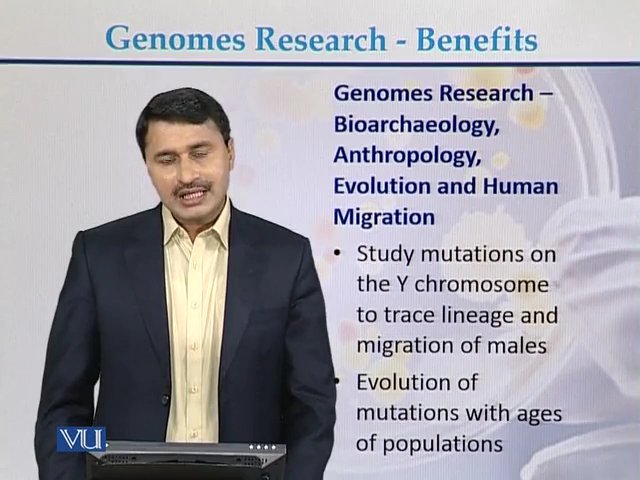 Genomes Research - Benefits
Genomes Research –
Bioarchaeology,
Anthropology,
Evolution and Human
Migration
• Study mutations on
the Y chromosome
to trace lineage and
migration of males
• Evolution of
mutations with ages
of populations
VU.